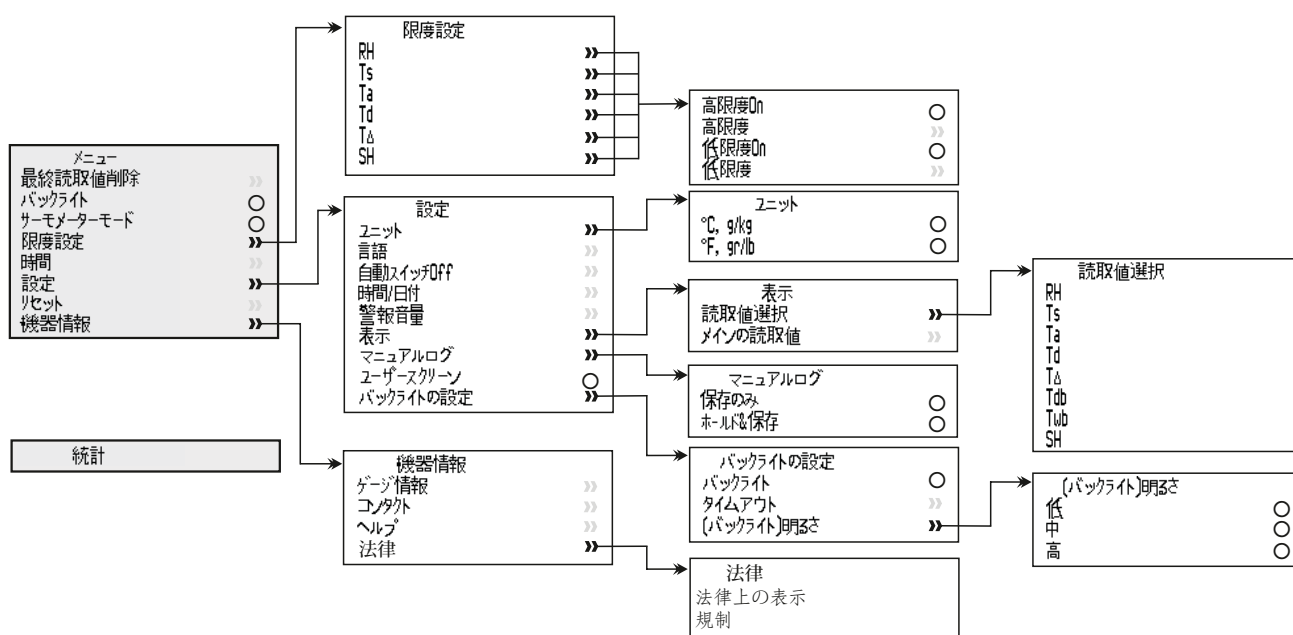 メニュー
最終読取値削除
バックライト
サーモメーターモード
限度設定
時間
設定
リセット
機器情報
統計
限度設定
RH
Ts
Ta
Td
T△
SH
設定
ユニット
言語
自動スイッチOff
時間/日付
警報音量
表示
マニュアルログ
ユーザースクリーン
バックライトの設定
機器情報
ゲージ情報
コンタクト
ヘルプ
法律
高限度On
高限度
低限度On
低限度
ユニット
℃, g/kg
°F, gr/lb
表示
読取値選択
メインの読取値
マニュアルログ
保存のみ
ホールド&保存
バックライトの設定
バックライト
タイムアウト
(バックライト)明るさ
法律
法律上の表示
規制
読取値選択
RH
Ts
Ta
Td
T△
Tdb
Twb
SH
(バックライト)明るさ
低
中
高